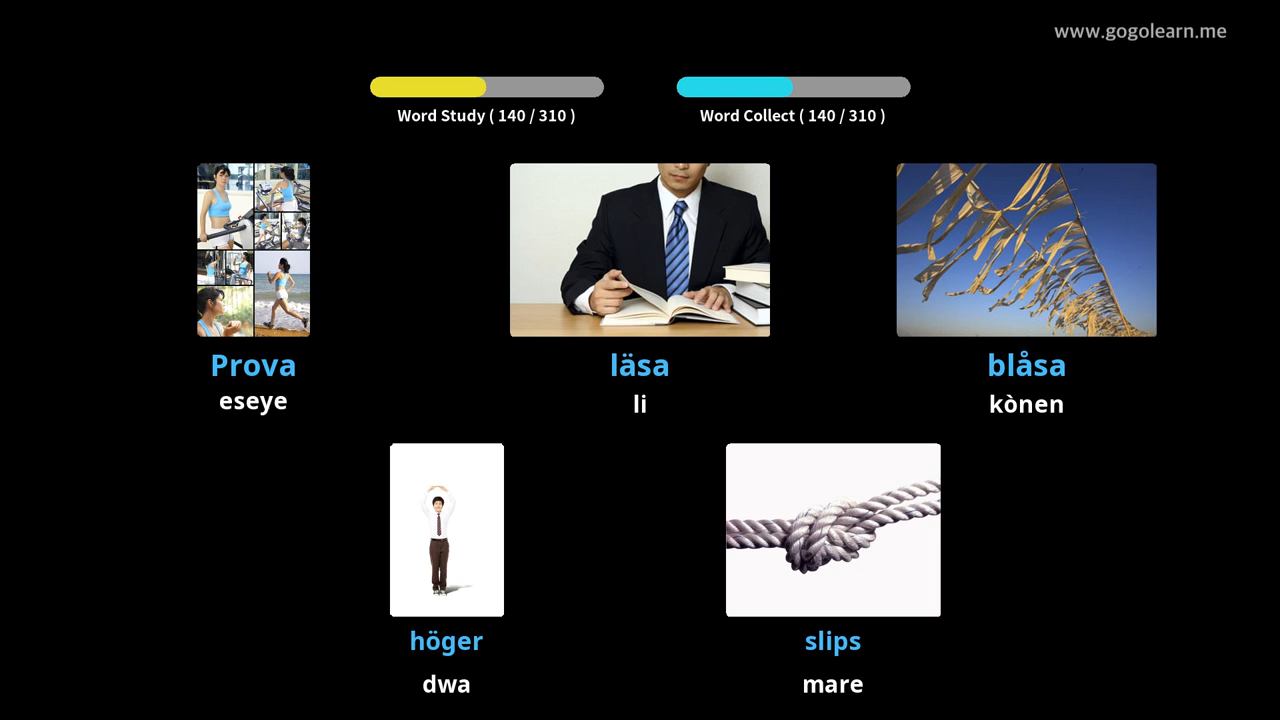 www.gogolearn.me
Word Study ( 140 / 310 )
Word Collect ( 140 / 310 )
Prova
eseye
läsa
li
blåsa
kònen
höger
dwa
slips
mare